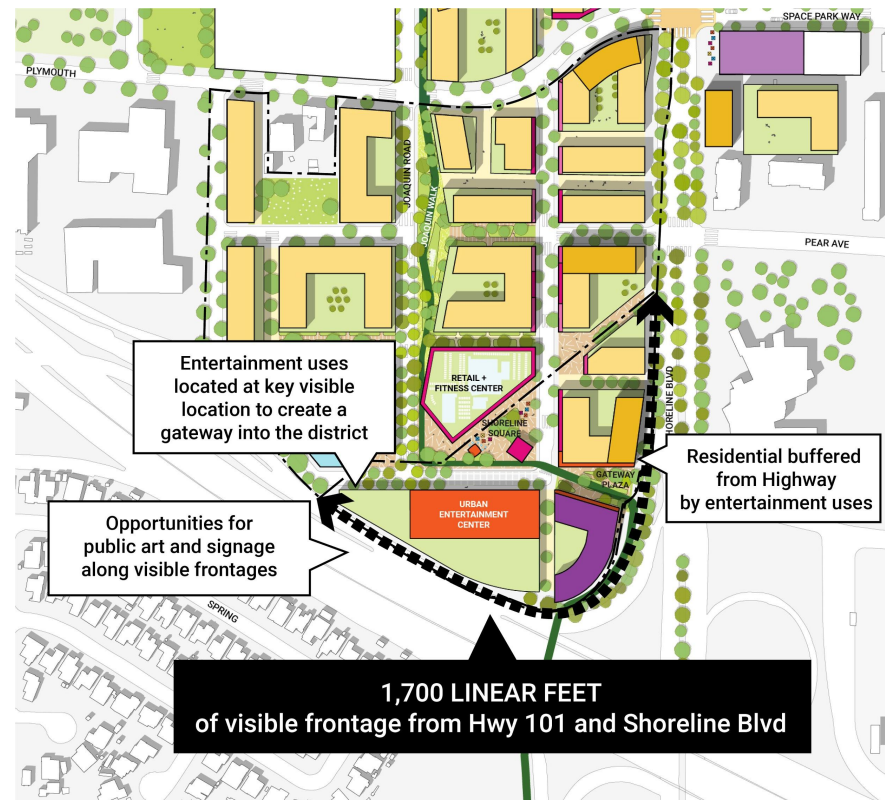 SPACE PARK WAY
PLYMOUTH
JOAQUIN ROAD
JOAQUIN WALK
PEAR AVE
Entertainment uses
located at key visible
location to create a
gateway into the district
RETAIL +
FITNESS CENTER
SHORELINE
SQUARE
SHORELINE BLVD
Residential buffered
from Highway
by entertainment uses
GATEWAY
PLAZA
URBAN
ENTERTAINMENT
CENTER
Opportunities for
public art and signage
along visible frontages
SPRING
1,700 LINEAR FEET
of visible frontage from Hwy 101 and Shoreline Blvd